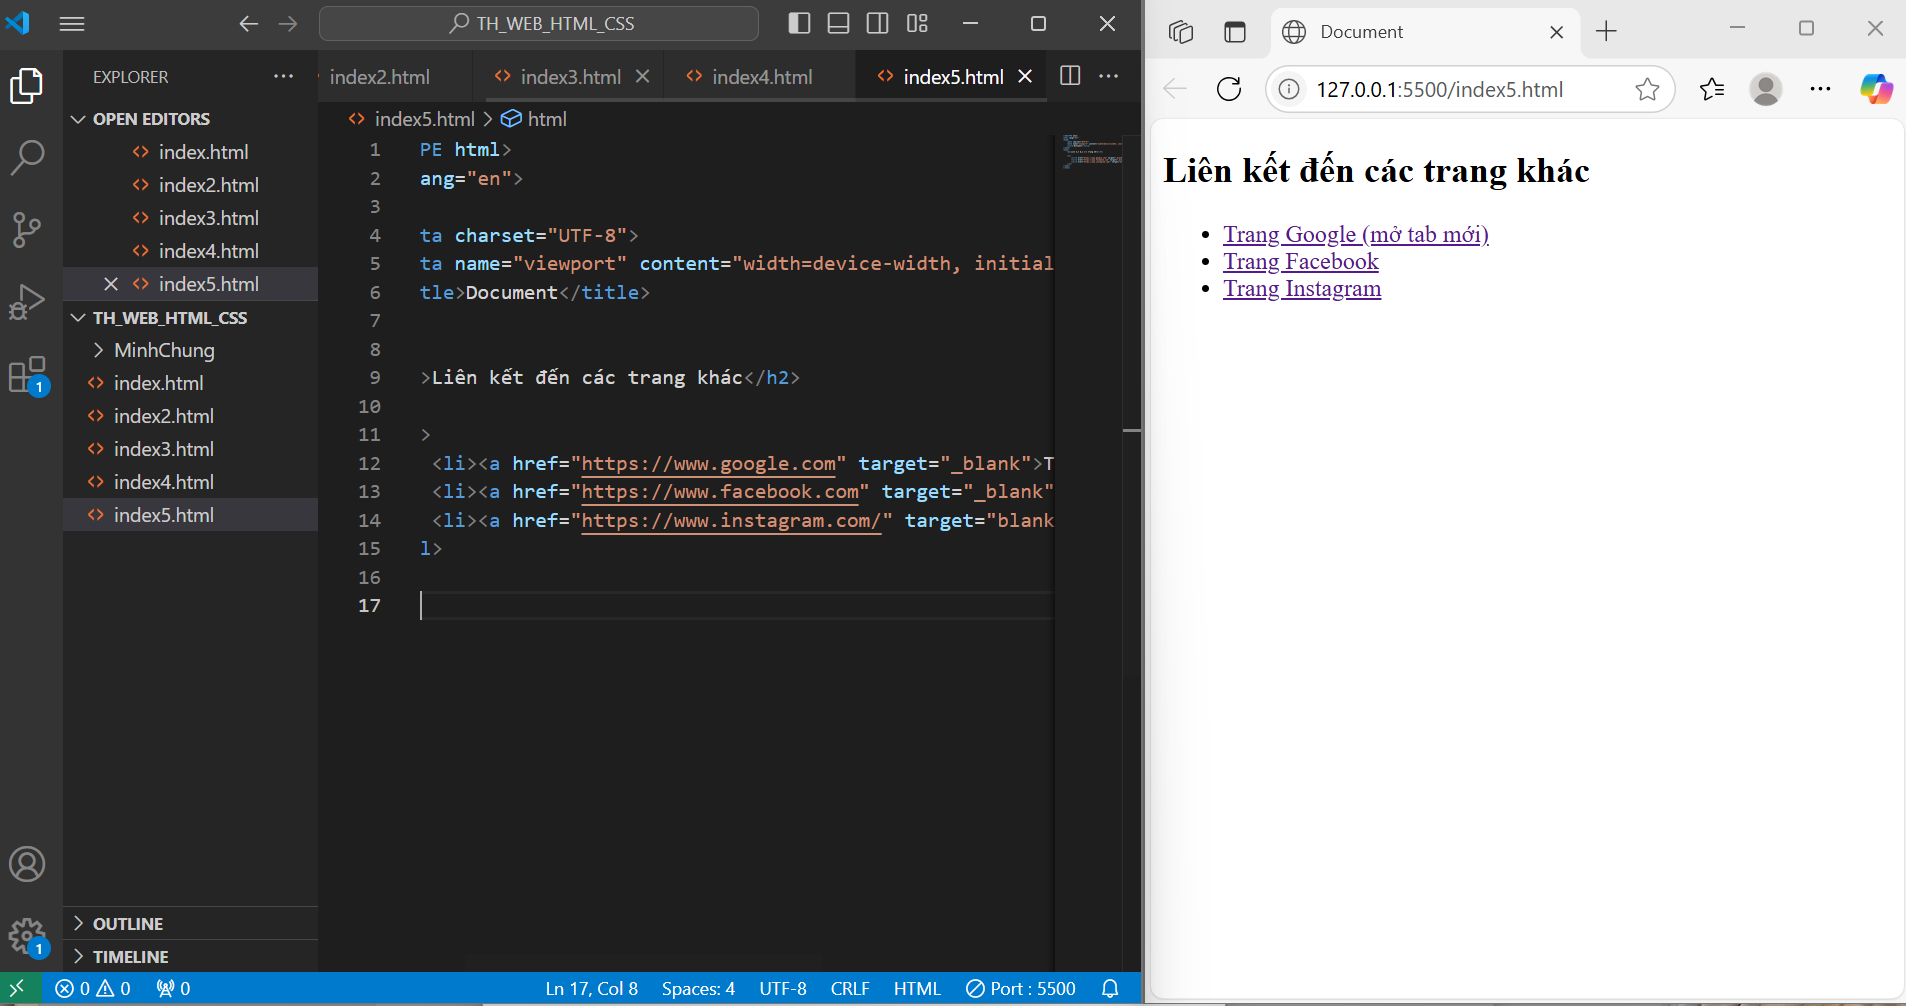 TH_WEB_HTML_CSS
EXPLORER
OPEN EDITORS
index.html
index2.html
index3.html
index4.html
index5.html
TH_WEB_HTML_CSS
MinhChung
index.html
index2.html
index3.html
index4.html
index5.html
OUTLINE
TIMELINE
1
1
index2.html index3.html index4.html index5.html
index5.html > html
1 PE html>
2 ang="en">
3
4 ta charset="UTF-8">
5 ta name="viewport" content="width=device-width, initial
6 tle>Document</title>
7
8
9 >Liên kết đến các trang khác</h2>
10
11 >
12 <li><a href="https://www.google.com" target="_blank">T
13 <li><a href="https://www.facebook.com" target="_blank"
14 <li><a href="https://www.instagram.com/" target="blank
15 l>
16
17
0 0 0 Ln 17, Col 8 Spaces: 4 UTF-8 CRLF HTML Port : 5500
Document
127.0.0.1:5500/index5.html
Liên kết đến các trang khác
Trang Google (mở tab mới)
Trang Facebook
Trang Instagram